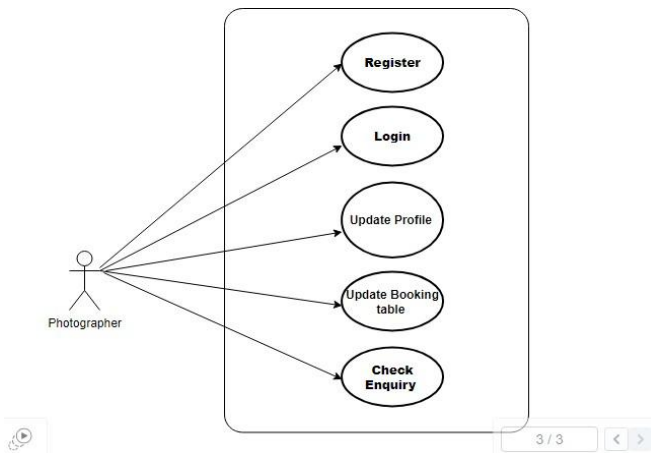 Register
Login
Update Profile
Update Booking
table
Check
Enquiry
Photographer
3 / 3